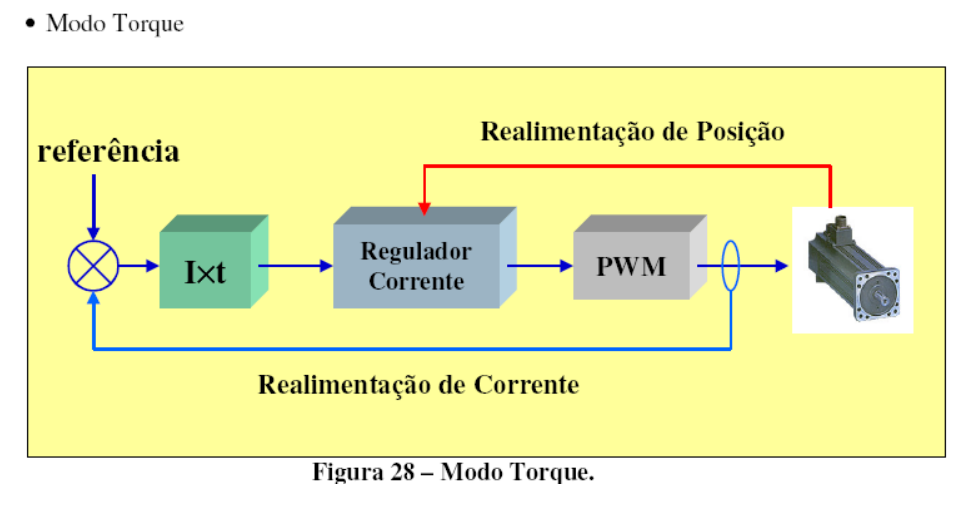 • Modo Torque
Realimentação de Posição
referência
I×t
Regulador
Corrente
PWM
Realimentação de Corrente
Figura 28 – Modo Torque.